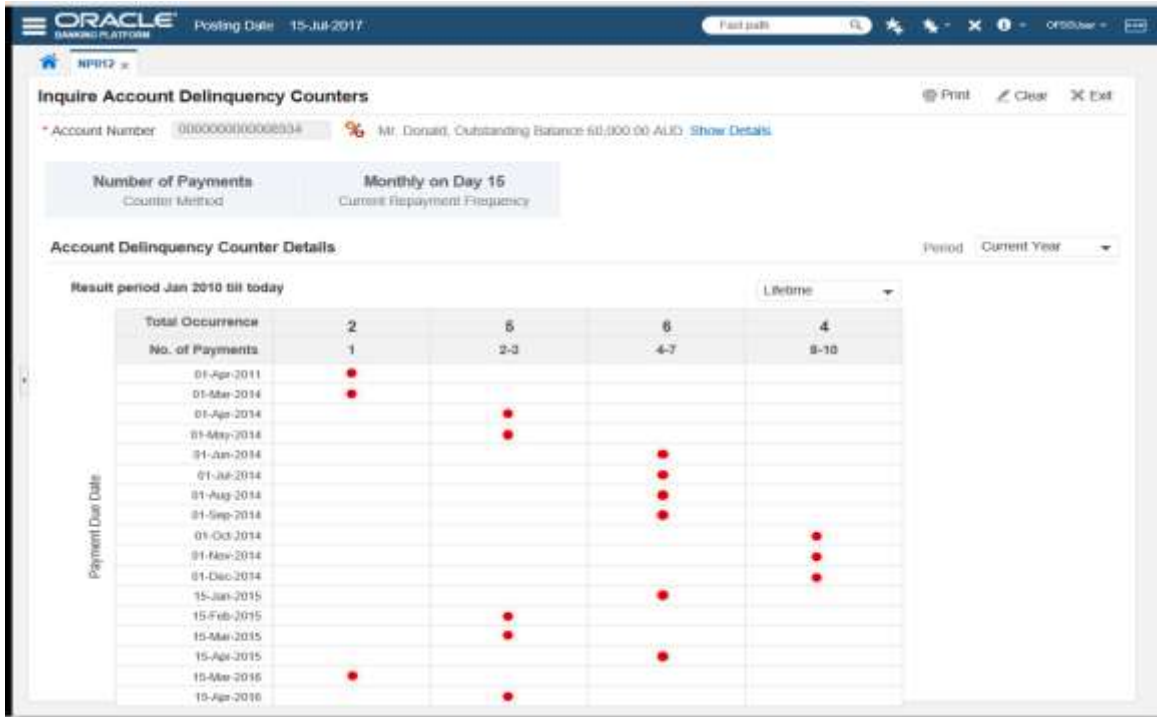 ORACLE
BANKING PLATFORM
Posting Date 15-Jul-2017
Fast path
OFSSUser
NP012 x
Inquire Account Delinquency Counters
Print Clear Exit
* Account Number Mr. Donald, Outstanding Balance 60,000.00 AUD Show Details
Number of Payments Monthly on Day 15
Counter Method Current Repayment Frequency
Account Delinquency Counter Details
Period Current Year
Result period Jan 2010 till today
Lifetime
Total Occurrence 2 5 6 4
No. of Payments 1 2-3 4-7 8-10
Payment Due Date
01-Apr-2011
01-Mar-2014
01-Apr-2014
01-May-2014
01-Jun-2014
01-Jul-2014
01-Aug-2014
01-Sep-2014
01-Oct-2014
01-Nov-2014
01-Dec-2014
15-Jan-2015
15-Feb-2015
15-Mar-2015
15-Apr-2015
15-Mar-2016
15-Apr-2016